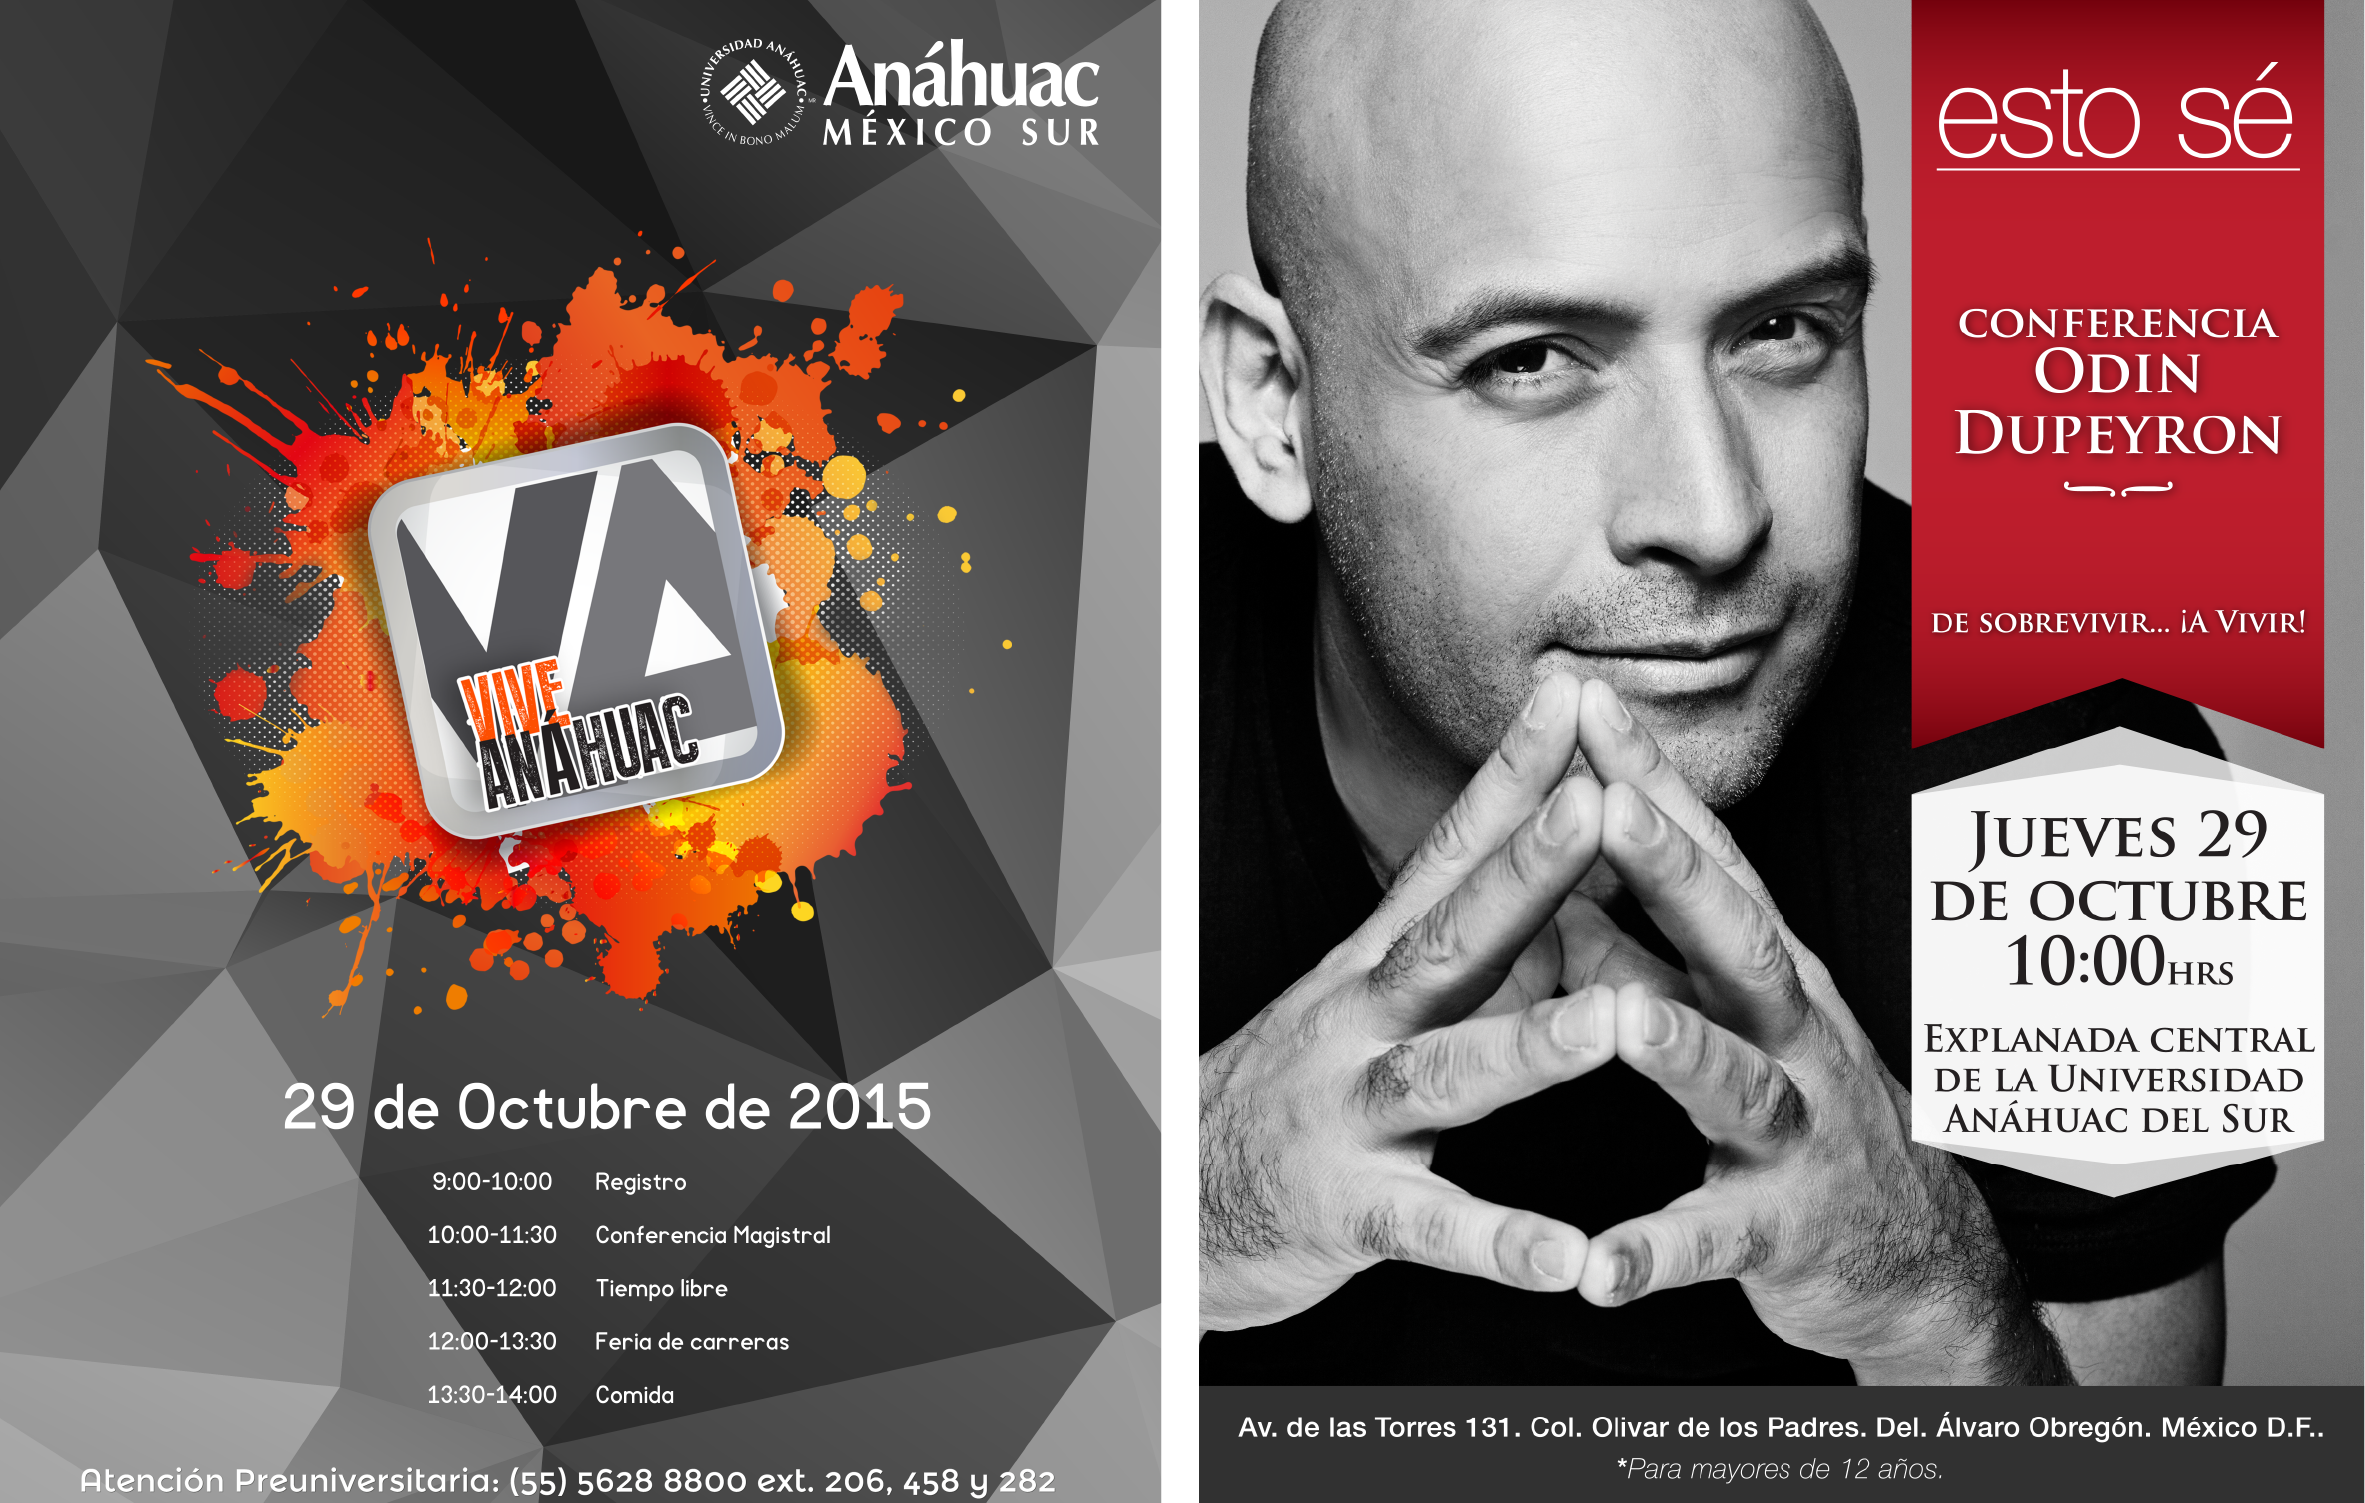 UNIVERSIDAD ANÁHUAC
VINCE IN BONO MALUM
MR
Anáhuac
MÉXICO SUR
VA
VIVE
ANÁHUAC
29 de Octubre de 2015
9:00-10:00 Registro
10:00-11:30 Conferencia Magistral
11:30-12:00 Tiempo libre
12:00-13:30 Feria de carreras
13:30-14:00 Comida
Atención Preuniversitaria: (55) 5628 8800 ext. 206, 458 y 282
esto sé
CONFERENCIA
ODIN
DUPEYRON
DE SOBREVIVIR... ¡A VIVIR!
JUEVES 29
DE OCTUBRE
10:00HRS
EXPLANADA CENTRAL
DE LA UNIVERSIDAD
ANÁHUAC DEL SUR
Av. de las Torres 131. Col. Olivar de los Padres. Del. Álvaro Obregón. México D.F..
*Para mayores de 12 años.